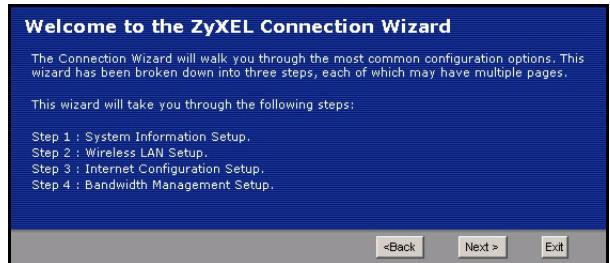 Welcome to the ZyXEL Connection Wizard
The Connection Wizard will walk you through the most common configuration options. This
wizard has been broken down into three steps, each of which may have multiple pages.
This wizard will take you through the following steps:
Step 1 : System Information Setup.
Step 2 : Wireless LAN Setup.
Step 3 : Internet Configuration Setup.
Step 4 : Bandwidth Management Setup.
<Back Next > Exit